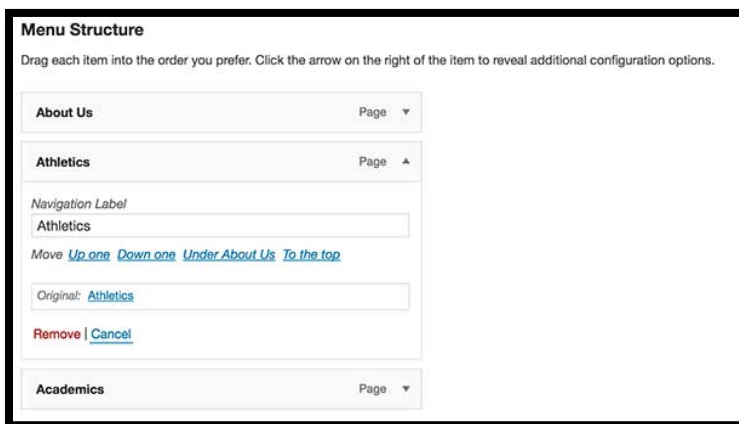 Menu Structure
Drag each item into the order you prefer. Click the arrow on the right of the item to reveal additional configuration options.
About Us Page
Athletics Page
Navigation Label
Athletics
Move Up one Down one Under About Us To the top
Original: Athletics
Remove | Cancel
Academics Page